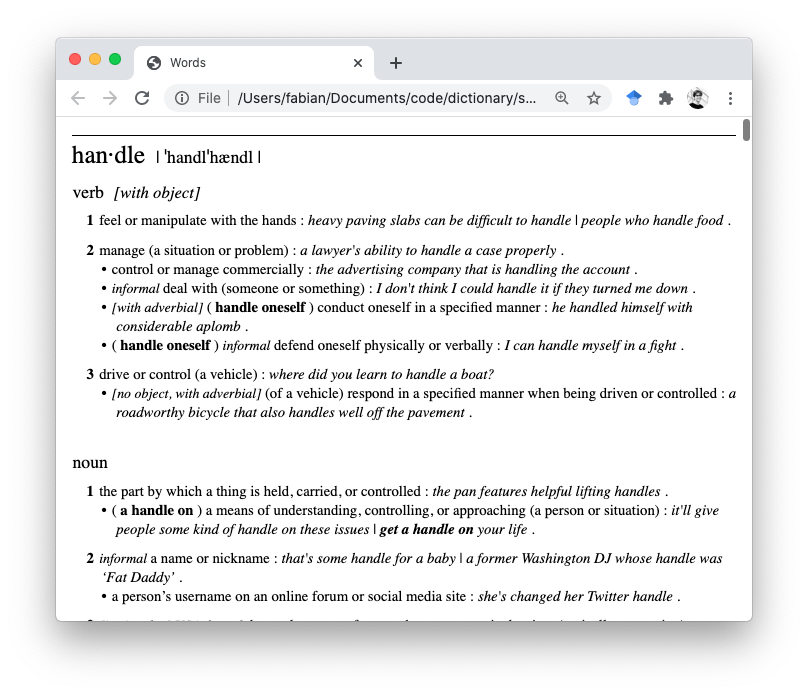 Words
File | /Users/fabian/Documents/code/dictionary/s...
han·dle | ˈhandlˈhændl |
verb [with object]
1 feel or manipulate with the hands : heavy paving slabs can be difficult to handle | people who handle food .
2 manage (a situation or problem) : a lawyer's ability to handle a case properly .
• control or manage commercially : the advertising company that is handling the account .
• informal deal with (someone or something) : I don't think I could handle it if they turned me down .
• [with adverbial] ( handle oneself ) conduct oneself in a specified manner : he handled himself with
considerable aplomb .
• ( handle oneself ) informal defend oneself physically or verbally : I can handle myself in a fight .
3 drive or control (a vehicle) : where did you learn to handle a boat?
• [no object, with adverbial] (of a vehicle) respond in a specified manner when being driven or controlled : a
roadworthy bicycle that also handles well off the pavement .
noun
1 the part by which a thing is held, carried, or controlled : the pan features helpful lifting handles .
• ( a handle on ) a means of understanding, controlling, or approaching (a person or situation) : it'll give
people some kind of handle on these issues | get a handle on your life .
2 informal a name or nickname : that's some handle for a baby | a former Washington DJ whose handle was
‘Fat Daddy’ .
• a person’s username on an online forum or social media site : she's changed her Twitter handle .